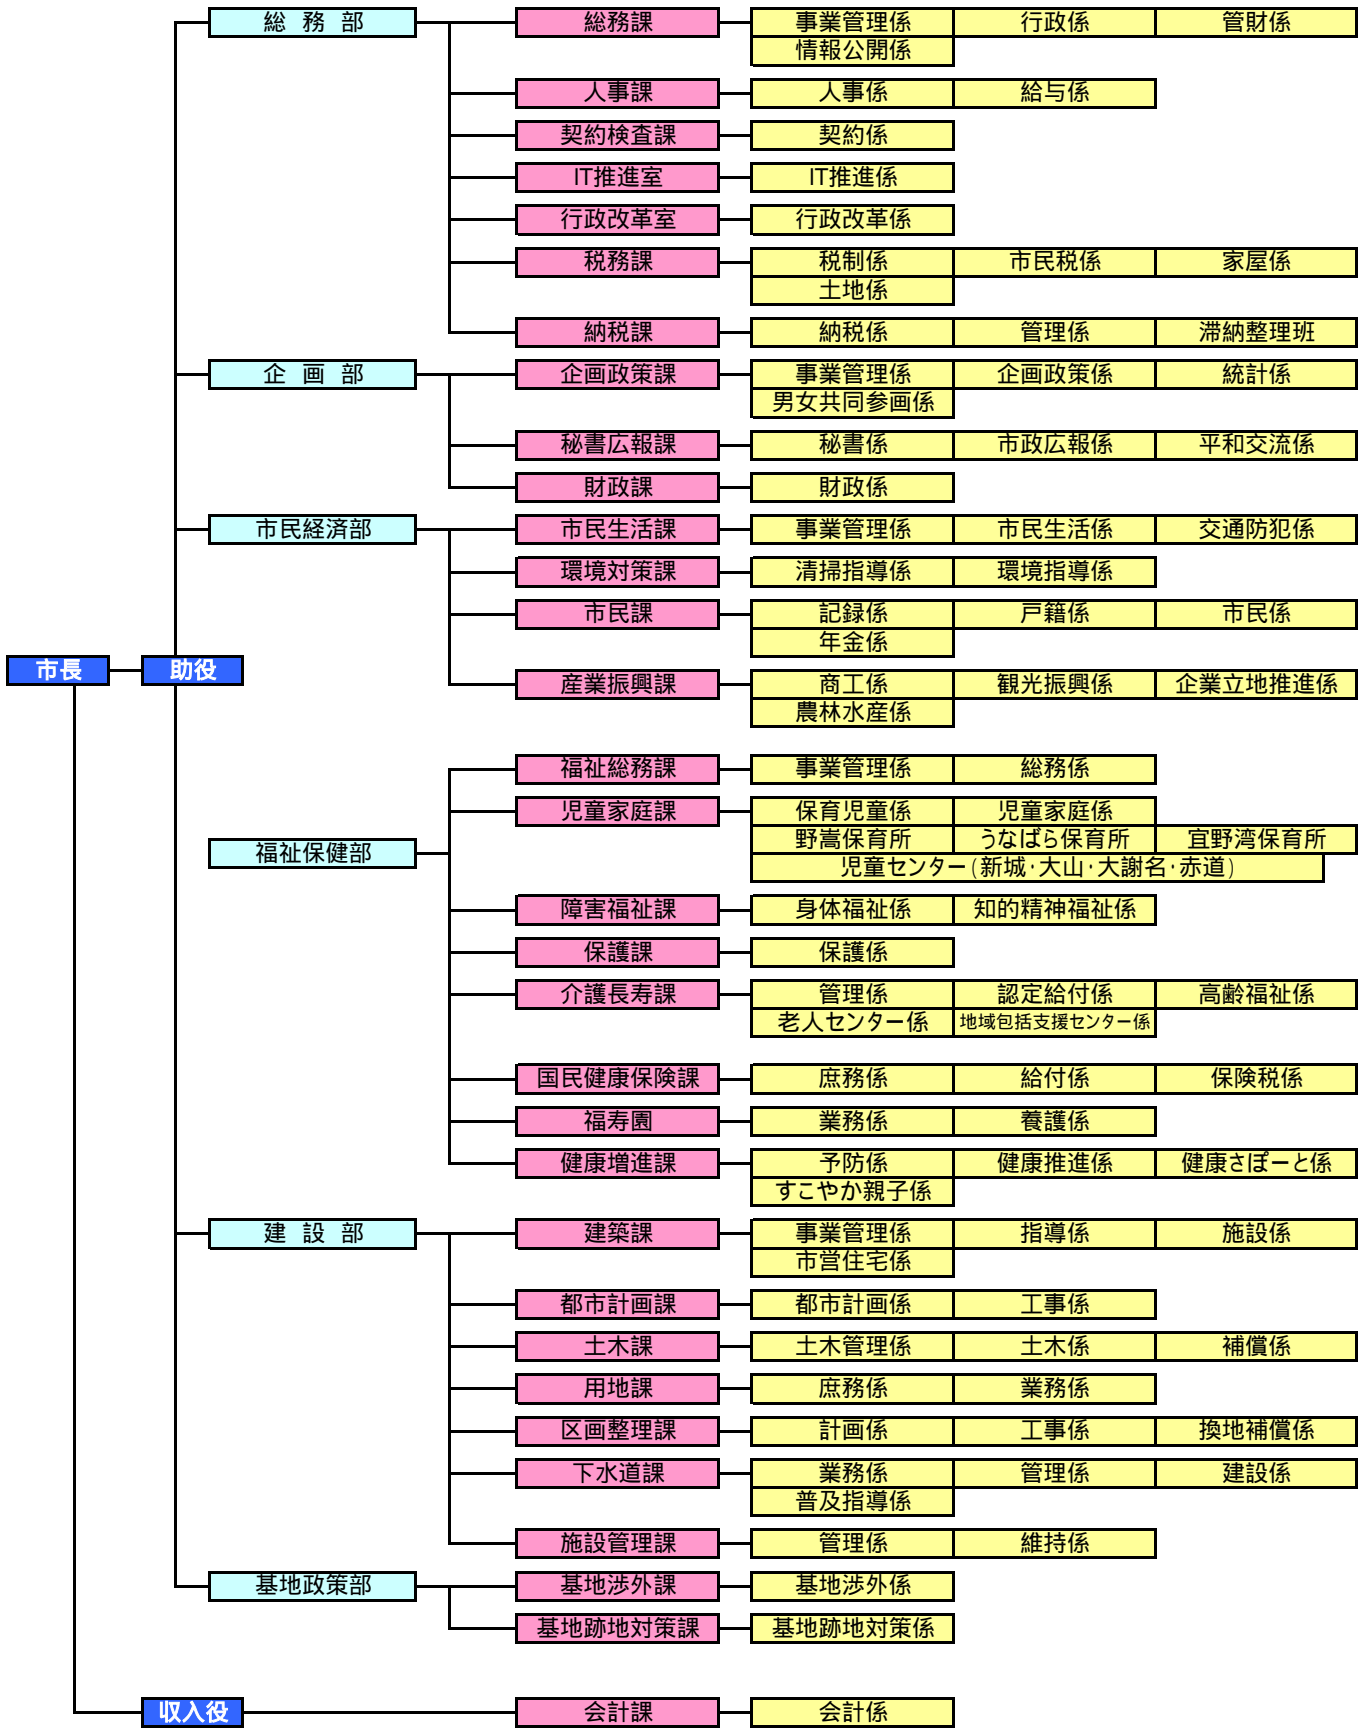 総務部 総務課 事業管理係 行政係 管財係
情報公開係
人事課 人事係 給与係
契約検査課 契約係
IT推進室 IT推進係
行政改革室 行政改革係
税務課 税制係 市民税係 家屋係
土地係
納税課 納税係 管理係 滞納整理班
企画部 企画政策課 事業管理係 企画政策係 統計係
男女共同参画係
秘書広報課 秘書係 市政広報係 平和交流係
財政課 財政係
市民経済部 市民生活課 事業管理係 市民生活係 交通防犯係
環境対策課 清掃指導係 環境指導係
市民課 記録係 戸籍係 市民係
年金係
市長 助役
産業振興課 商工係 観光振興係 企業立地推進係
農林水産係
福祉総務課 事業管理係 総務係
児童家庭課 保育児童係 児童家庭係
野嵩保育所 うなばら保育所 宜野湾保育所
福祉保健部
児童センター(新城・大山・大謝名・赤道)
障害福祉課 身体福祉係 知的精神福祉係
保護課 保護係
介護長寿課 管理係 認定給付係 高齢福祉係
老人センター係 地域包括支援センター係
国民健康保険課 庶務係 給付係 保険税係
福寿園 業務係 養護係
健康増進課 予防係 健康推進係 健康さぽーと係
すこやか親子係
建設部 建築課 事業管理係 指導係 施設係
市営住宅係
都市計画課 都市計画係 工事係
土木課 土木管理係 土木係 補償係
用地課 庶務係 業務係
区画整理課 計画係 工事係 換地補償係
下水道課 業務係 管理係 建設係
普及指導係
施設管理課 管理係 維持係
基地政策部 基地渉外課 基地渉外係
基地跡地対策課 基地跡地対策係
収入役 会計課 会計係